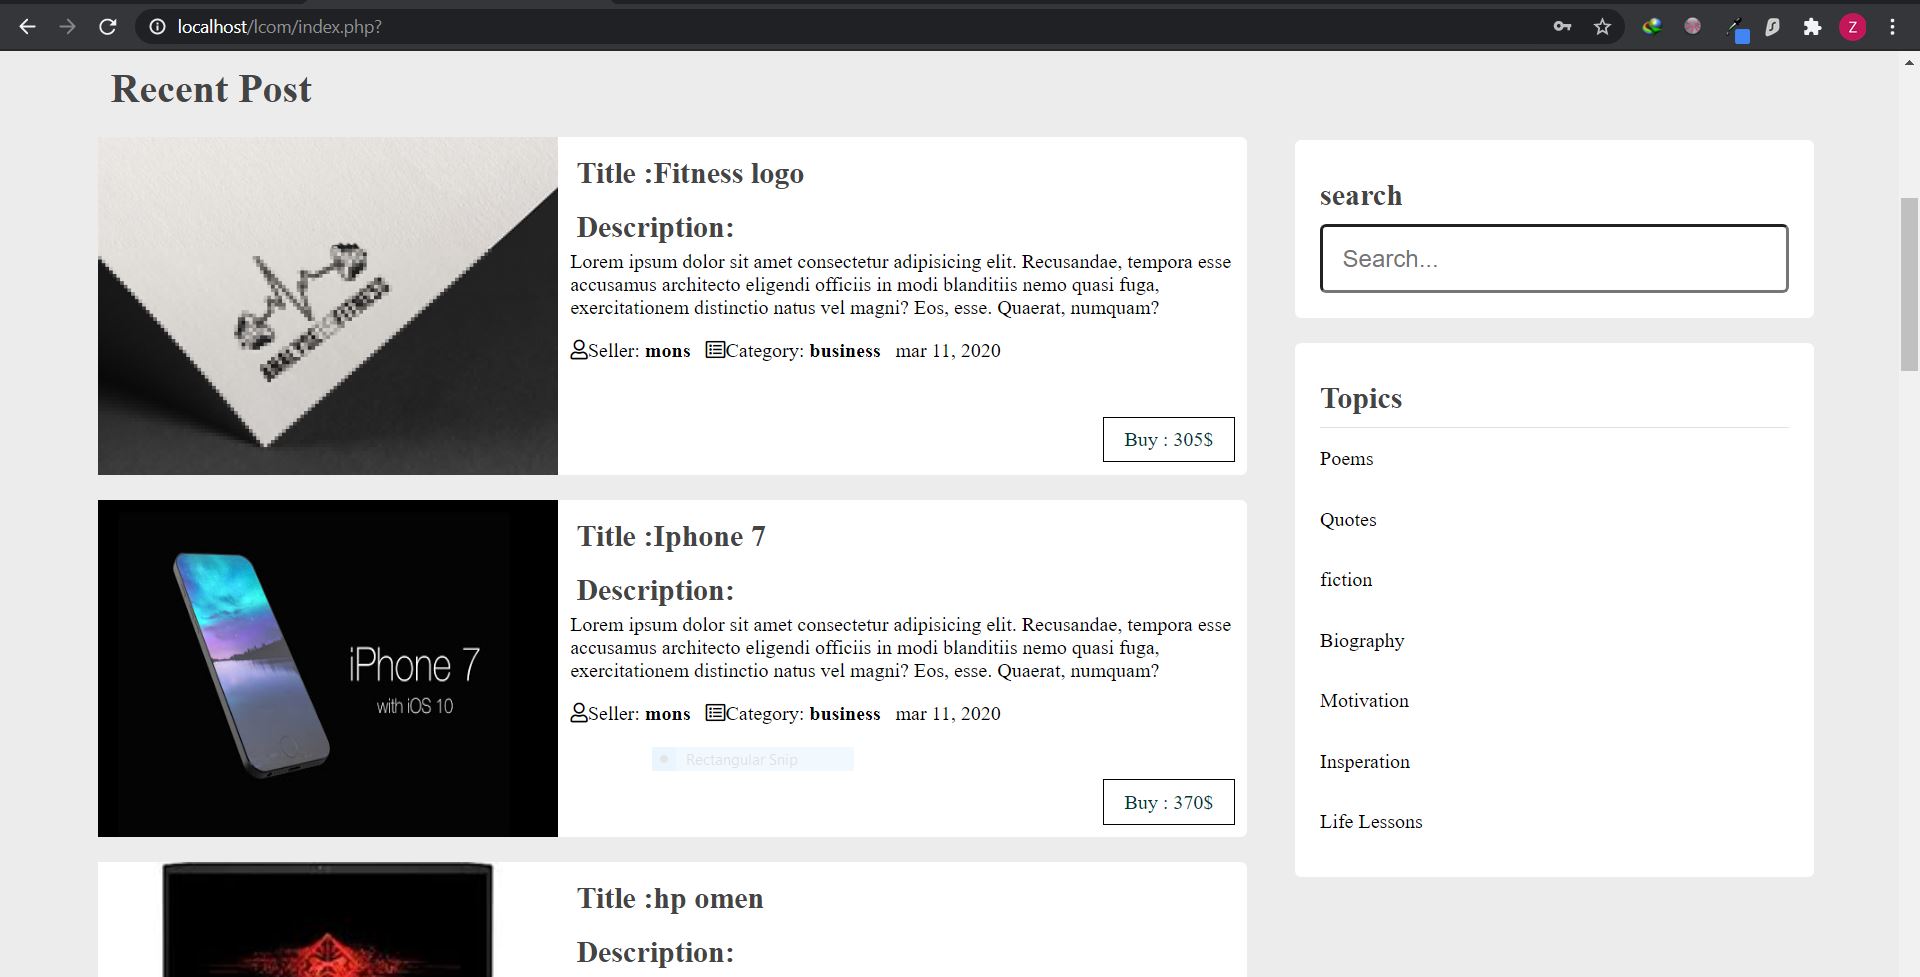 localhost/lcom/index.php?
Z
Recent Post
Title :Fitness logo
Description:
Lorem ipsum dolor sit amet consectetur adipisicing elit. Recusandae, tempora esse
accusamus architecto eligendi officiis in modi blanditiis nemo quasi fuga,
exercitationem distinctio natus vel magni? Eos, esse. Quaerat, numquam?
Seller: mons Category: business mar 11, 2020
Buy : 305$
iPhone 7
with iOS 10
Title :Iphone 7
Description:
Lorem ipsum dolor sit amet consectetur adipisicing elit. Recusandae, tempora esse
accusamus architecto eligendi officiis in modi blanditiis nemo quasi fuga,
exercitationem distinctio natus vel magni? Eos, esse. Quaerat, numquam?
Seller: mons Category: business mar 11, 2020
Rectangular Snip
Buy : 370$
Title :hp omen
Description:
search
Search...
Topics
Poems
Quotes
fiction
Biography
Motivation
Insperation
Life Lessons